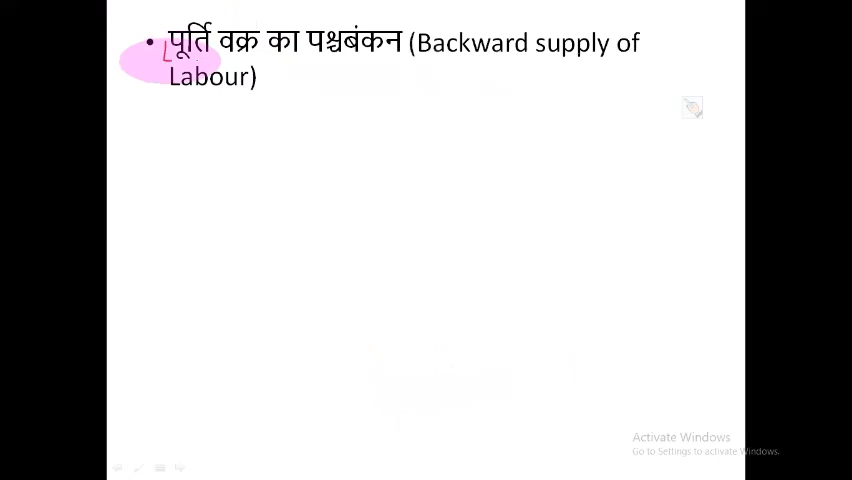 • पूर्ति वक्र का पश्चबंकन (Backward supply of
Labour)
L
Activate Windows
Go to Settings to activate Windows.